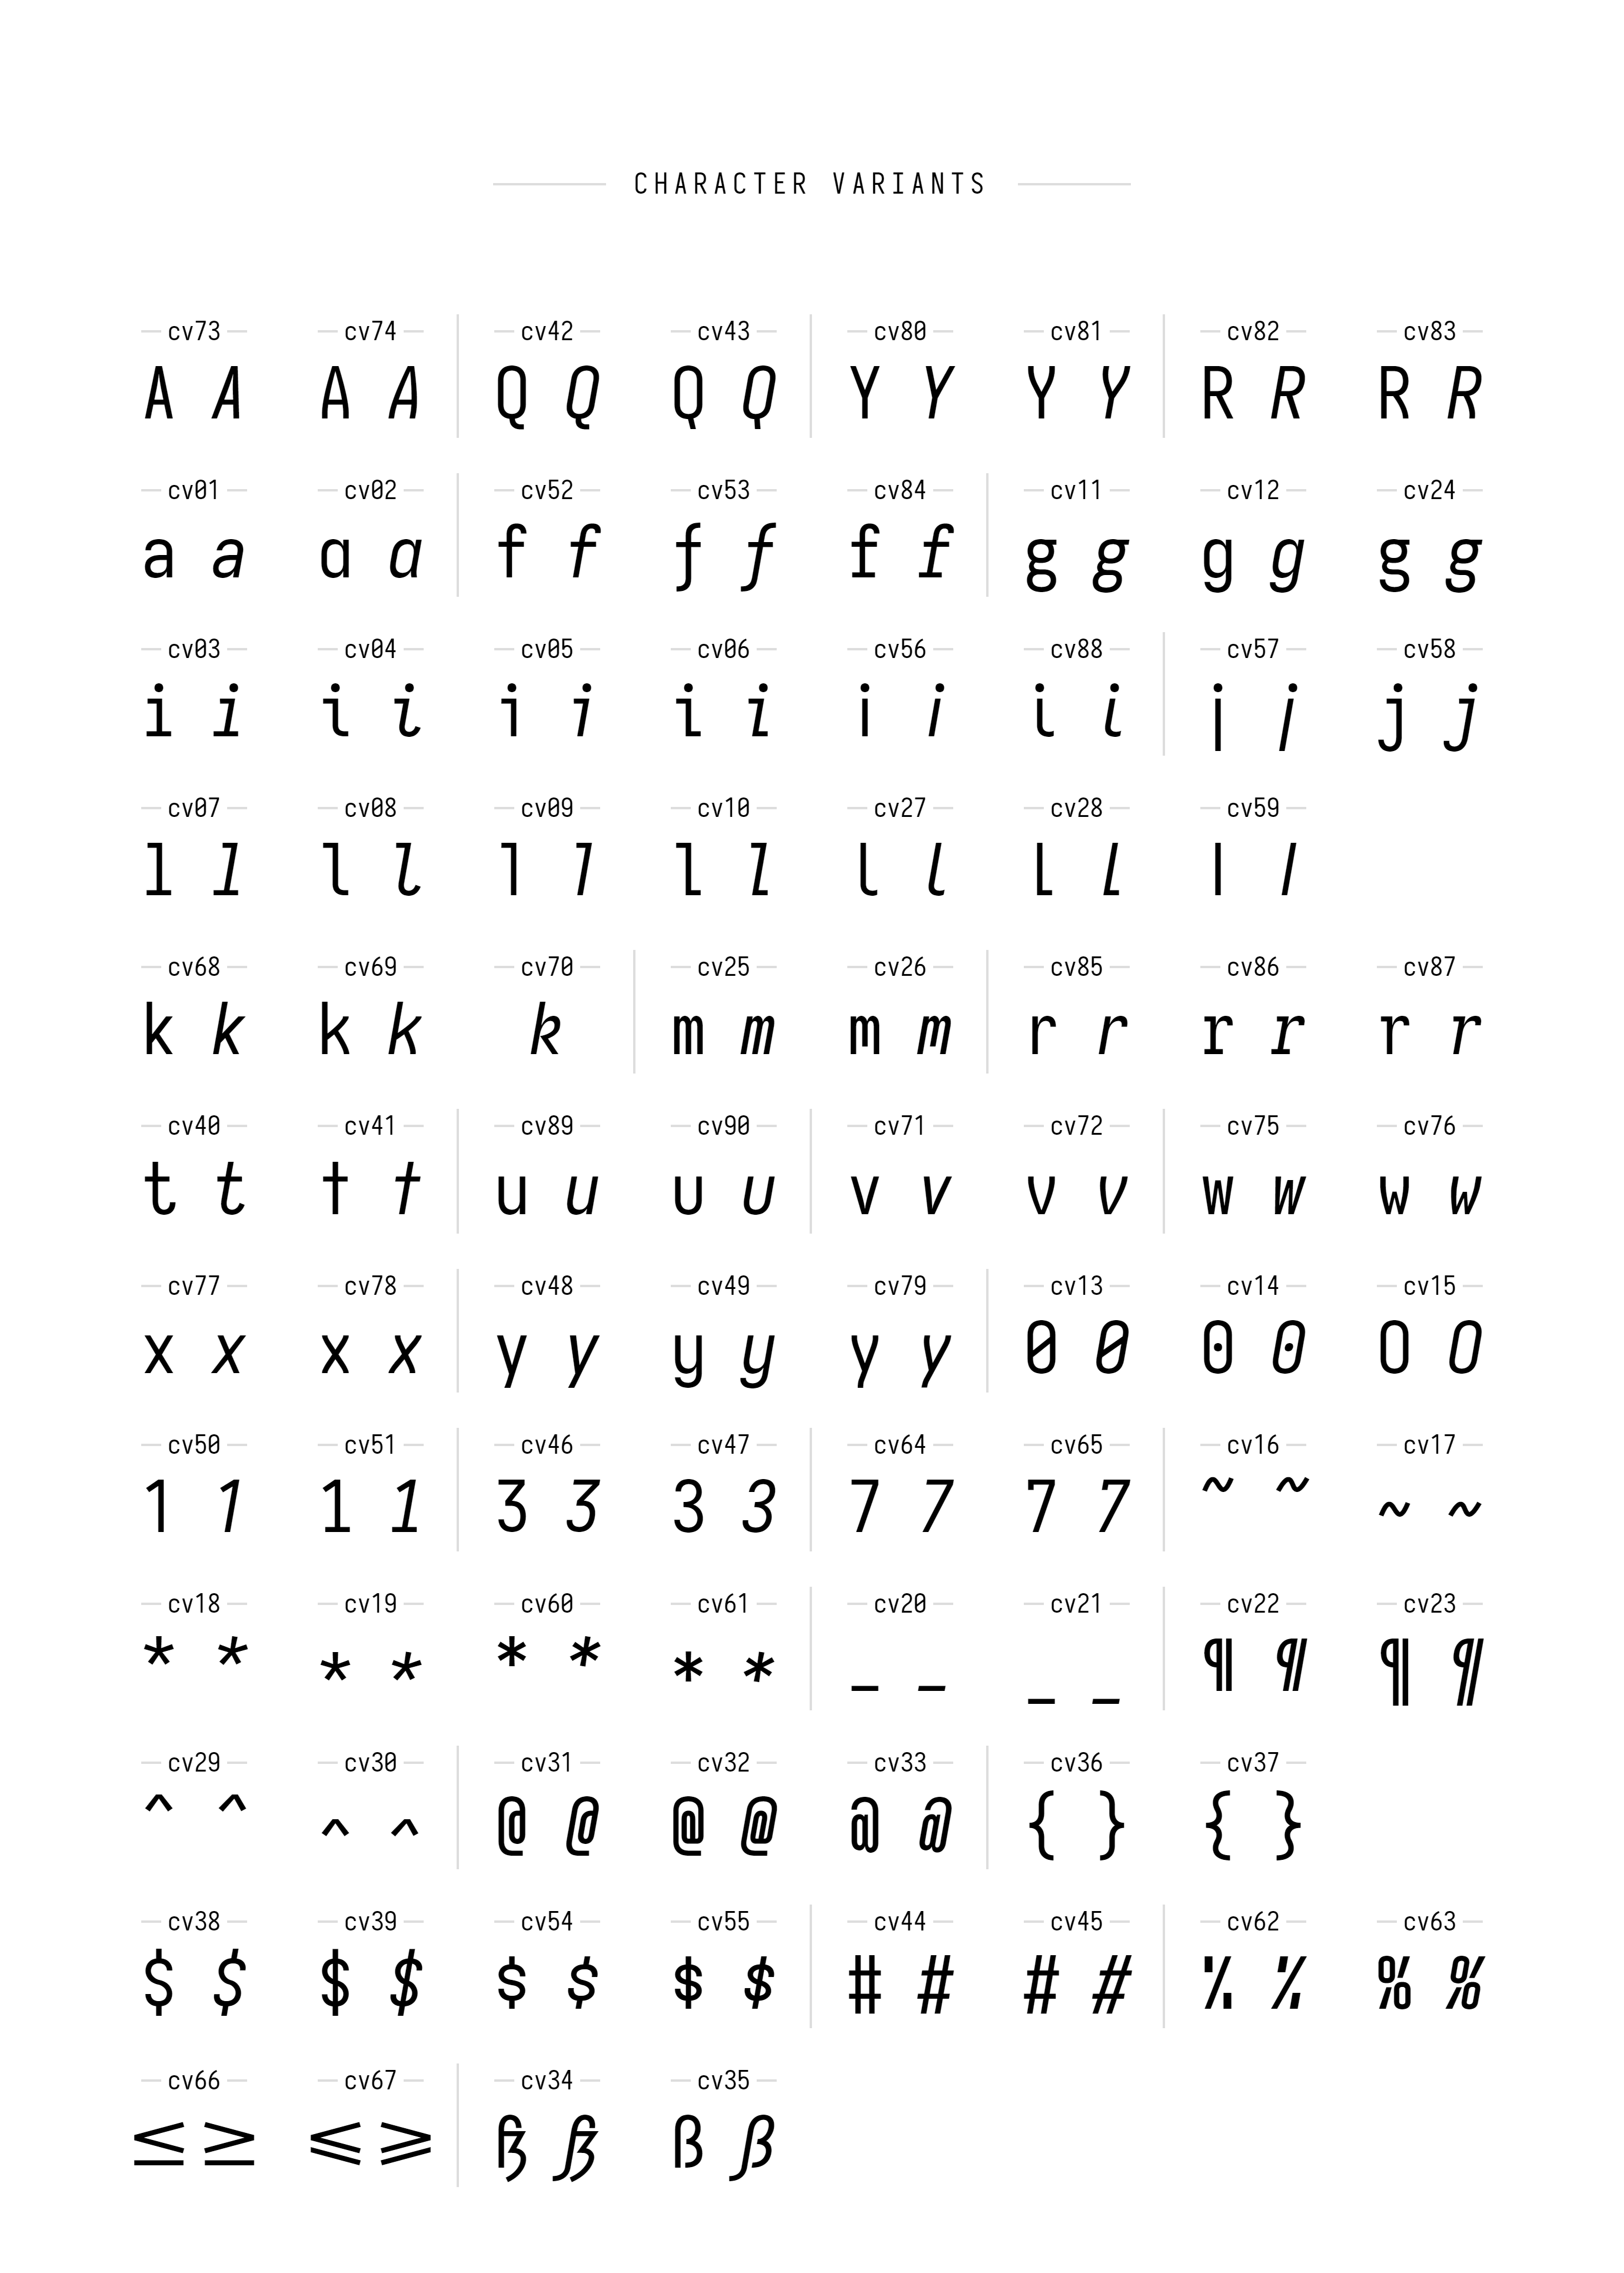 CHARACTER VARIANTS
cv73 cv74 cv42 cv43 cv80 cv81 cv82 cv83
A A A A Q Q Q Q Y Y Y Y R R R R
cv01 cv02 cv52 cv53 cv84 cv11 cv12 cv24
a a a a f f f f f f g g g g g g
cv03 cv04 cv05 cv06 cv56 cv88 cv57 cv58
i i i i i i i i i i i i j j j j
cv07 cv08 cv09 cv10 cv27 cv28 cv59
l l l l l l l l l l l l l l
cv68 cv69 cv70 cv25 cv26 cv85 cv86 cv87
k k k k k m m m m r r r r r r
cv40 cv41 cv89 cv90 cv71 cv72 cv75 cv76
t t t t u u u u v v v v w w w w
cv77 cv78 cv48 cv49 cv79 cv13 cv14 cv15
x x x x y y y y y y 0 0 0 0 0 0
cv50 cv51 cv46 cv47 cv64 cv65 cv16 cv17
1 1 1 1 3 3 3 3 7 7 7 7 ~ ~ ~ ~
cv18 cv19 cv60 cv61 cv20 cv21 cv22 cv23
* * * * * * * * _ _ _ _ ¶ ¶ ¶ ¶
cv29 cv30 cv31 cv32 cv33 cv36 cv37
^ ^ ^ ^ @ @ @ @ @ @ { } { }
cv38 cv39 cv54 cv55 cv44 cv45 cv62 cv63
$ $ $ $ $ $ $ $ # # # # % % % %
cv66 cv67 cv34 cv35
≤ ≥ ⩽ ⩾ ß ß ß ß